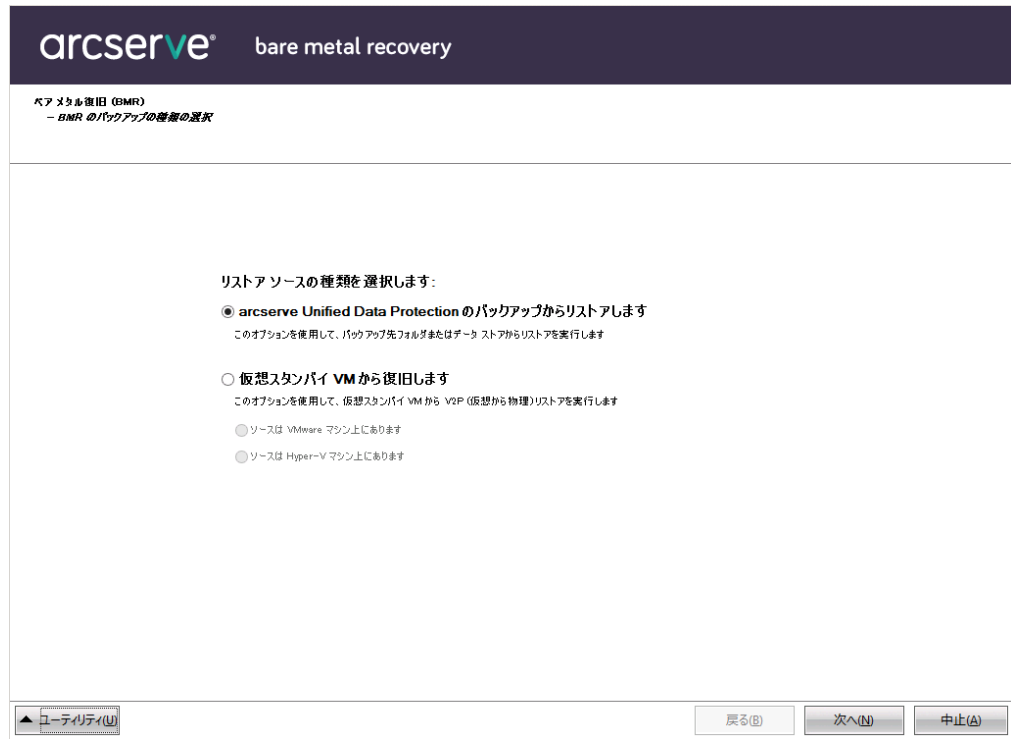 arcserve® bare metal recovery
ベア メタル復旧 (BMR)
- BMR のバックアップの種類の選択
リストア ソースの種類を選択します:
arcserve Unified Data Protection のバックアップからリストアします
このオプションを使用して、バックアップ先フォルダまたはデータ ストアからリストアを実行します
仮想スタンバイ VM から復旧します
このオプションを使用して、仮想スタンバイ VM から V2P (仮想から物理)リストアを実行します
ソースは VMware マシン上にあります
ソースは Hyper-V マシン上にあります
ユーティリティ(U)
戻る(B)
次へ(N)
中止(A)